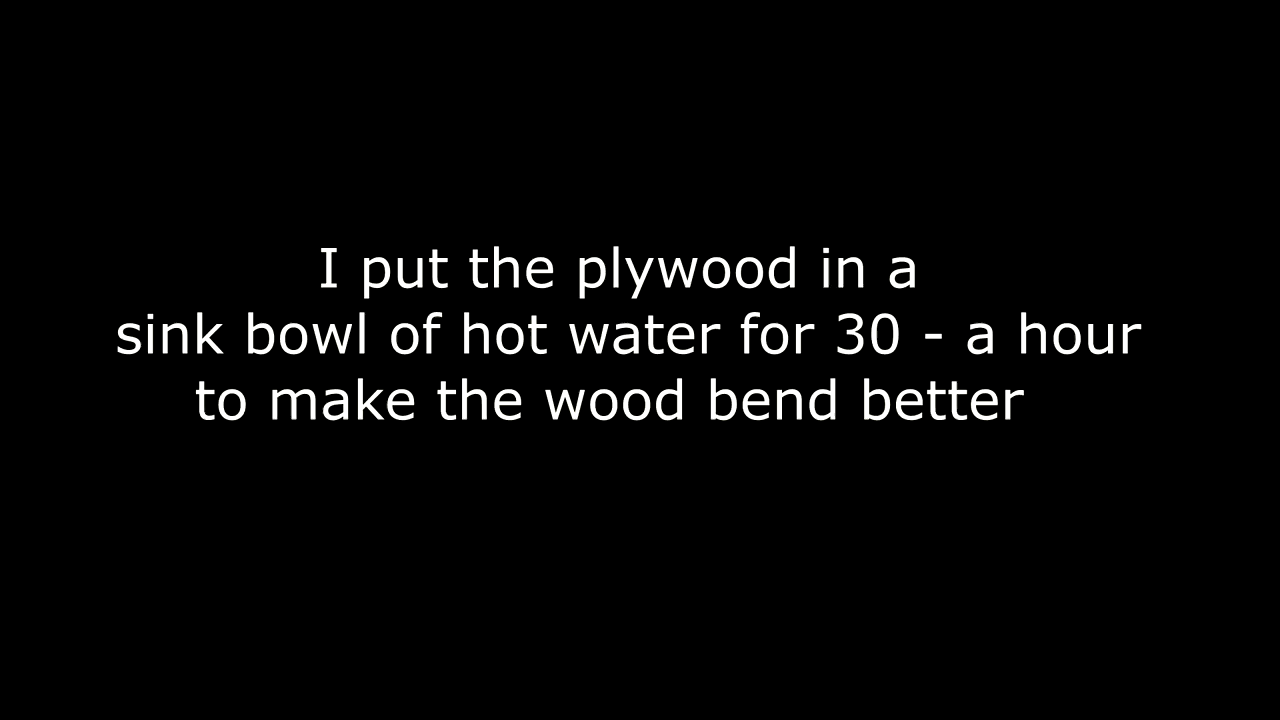 I put the plywood in a
sink bowl of hot water for 30 - a hour
to make the wood bend better